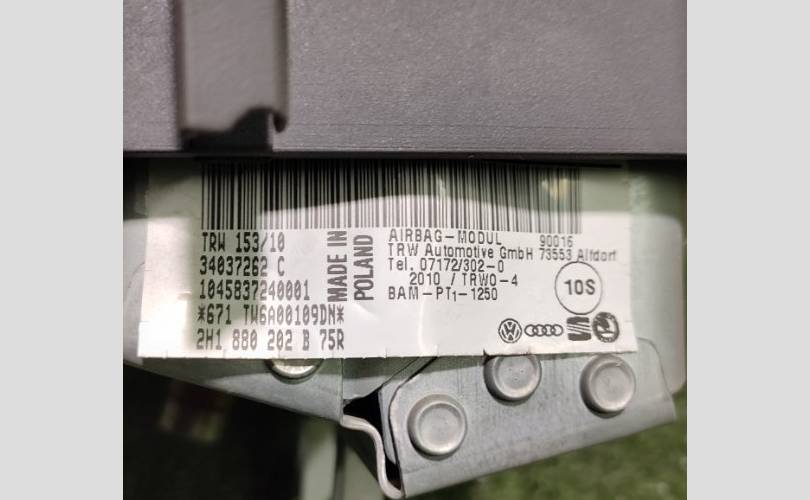 TRW 153/10
34037262 C
1045837240001
*671 TW6A00109DN*
2H1 880 202 B 75R
MADE IN
POLAND
AIRBAG-MODUL 90016
TRW Automotive GmbH 73553 Alfdorf
Tel. 07172/302-0
2010 / TRWO-4
BAM-PT1-1250
10S